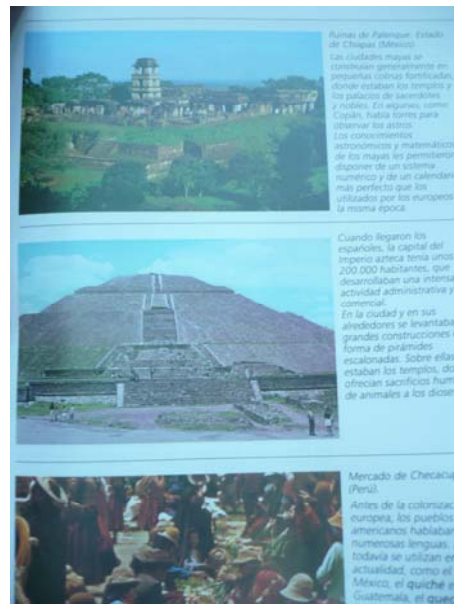 Ruinas de Palenque. Estado
de Chiapas (México).
Las ciudades mayas se
construían generalmente en
pequeñas colinas fortificadas,
donde estaban los templos y
los palacios de sacerdotes
y nobles. En algunas, como
Copán, había torres para
observar los astros.
Los conocimientos
astronómicos y matemáticos
de los mayas les permitieron
disponer de un sistema
numérico y de un calendario
más perfecto que los
utilizados por los europeos
la misma época.
Cuando llegaron los
españoles, la capital del
Imperio azteca tenía unos
200.000 habitantes, que
desarrollaban una intensa
actividad administrativa y
comercial.
En la ciudad y en sus
alrededores se levantaba
grandes construcciones
forma de pirámides
escalonadas. Sobre ellas
estaban los templos, do
ofrecían sacrificios hum
de animales a los dioses
Mercado de Checacup
(Perú).
Antes de la colonizac
europea, los pueblos
americanos hablaba
numerosas lenguas,
todavía se utilizan en
actualidad, como el
México, el quiché e
Guatemala, el quec